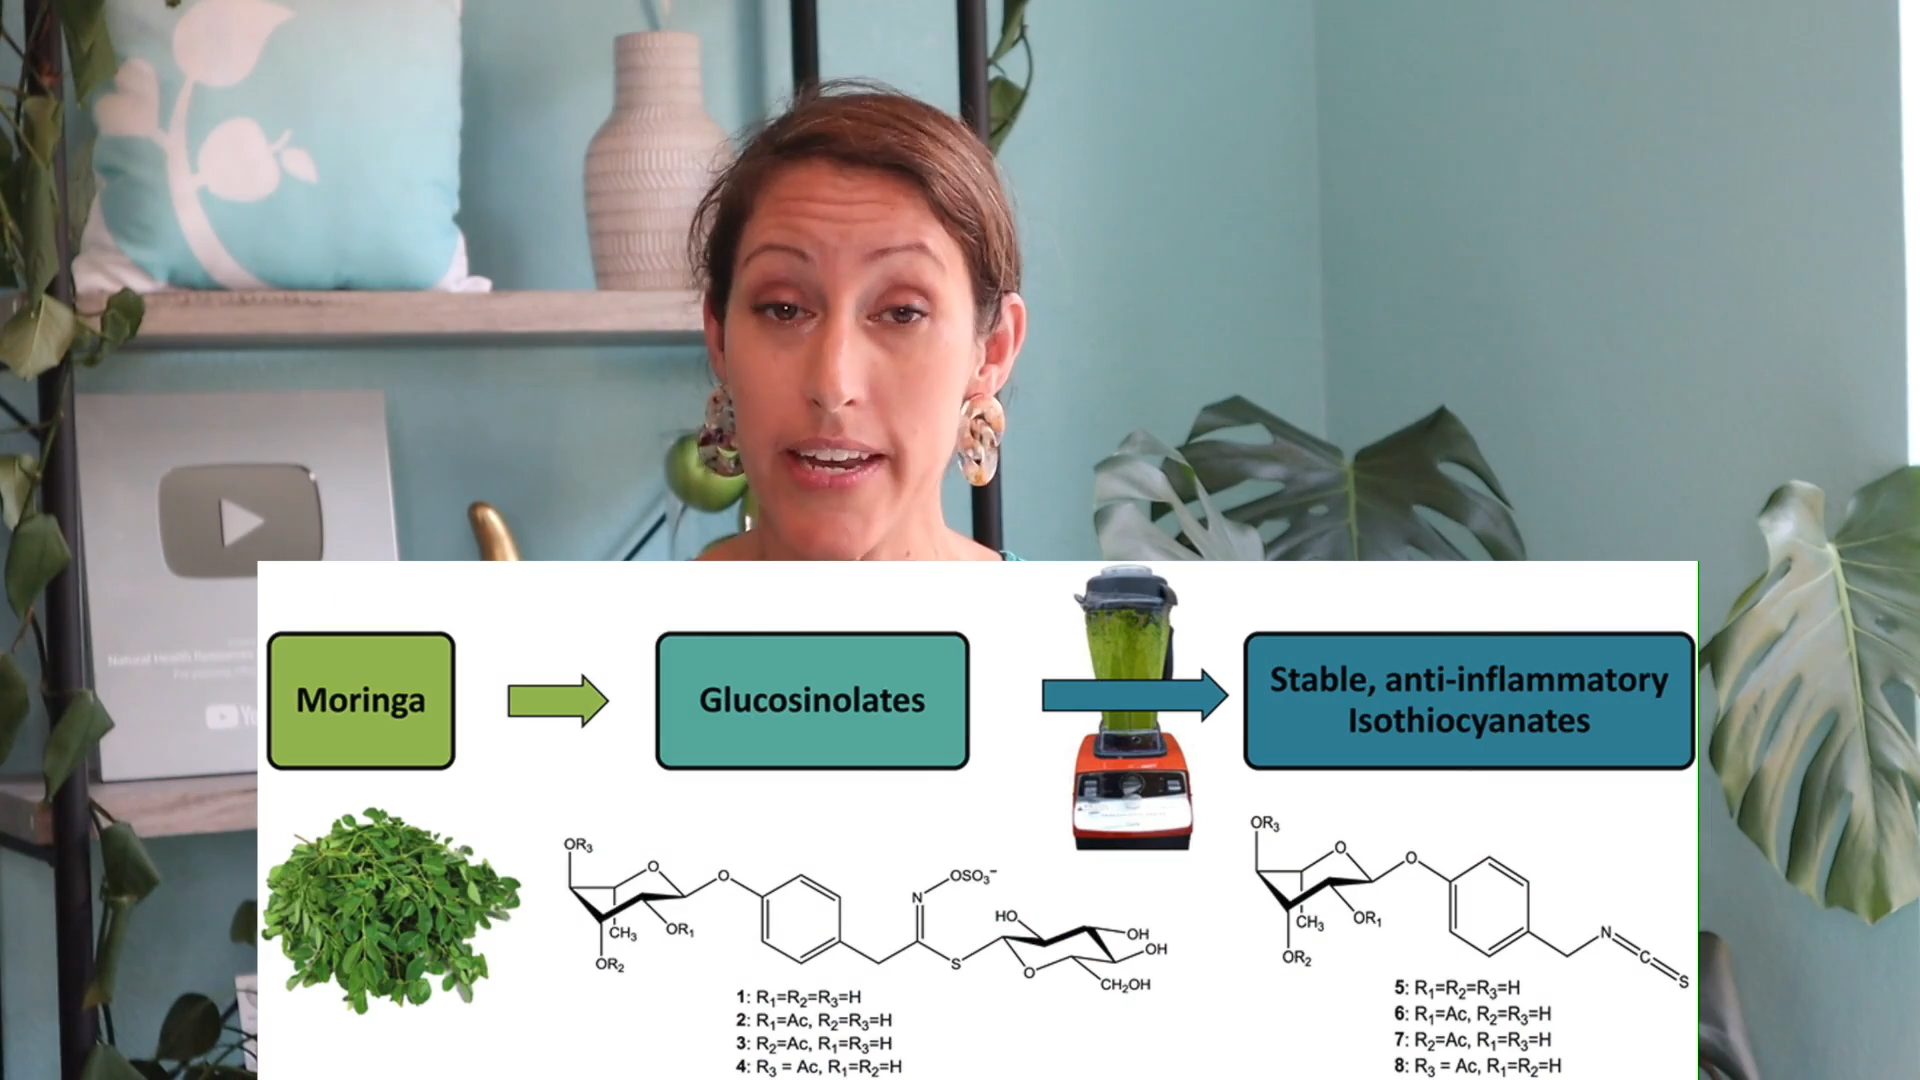 Natural Health Resources
Moringa
Glucosinolates
Stable, anti-inflammatory
Isothiocyanates
OR₃
O
O
OR₁
CH₃
OR₂
N
OSO₃⁻
S
HO
OH
OH
O
CH₂OH
1: R₁=R₂=R₃=H
2: R₁=Ac, R₂=R₃=H
3: R₂=Ac, R₁=R₃=H
4: R₃ = Ac, R₁=R₂=H
OR₃
O
O
OR₁
CH₃
OR₂
N
C
S
5: R₁=R₂=R₃=H
6: R₁=Ac, R₂=R₃=H
7: R₂=Ac, R₁=R₃=H
8: R₃ = Ac, R₁=R₂=H